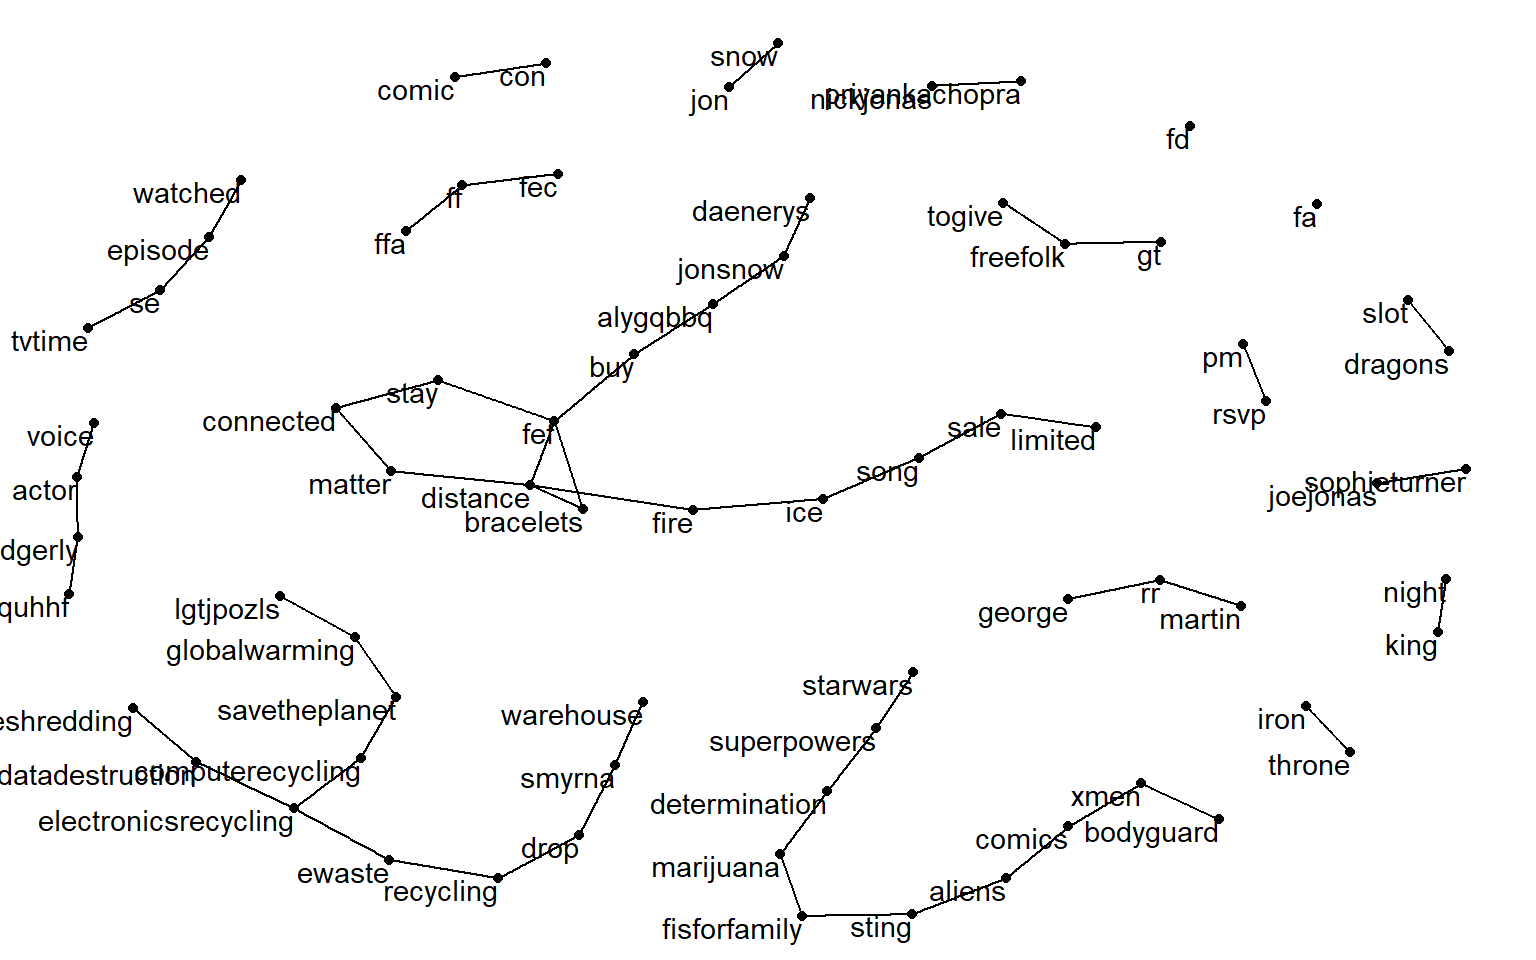 snow
comic
con
jon
nickjonas
priyankachopra
fd
watched
ff
fec
daenerys
togive
fa
episode
ffa
jonsnow
freefolk
gt
se
alygqbbq
slot
tvtime
buy
pm
dragons
stay
connected
fef
sale
limited
rsvp
voice
matter
distance
song
sophieturner
actor
bracelets
fire
ice
joejonas
dgerly
george
rr
martin
night
quhhf
lgtjpozls
globalwarming
king
starwars
eshredding
savetheplanet
warehouse
superpowers
iron
datadestruction
computerecycling
smyrna
throne
electronicsrecycling
determination
xmen
drop
comics
bodyguard
ewaste
recycling
marijuana
aliens
fisforfamily
sting